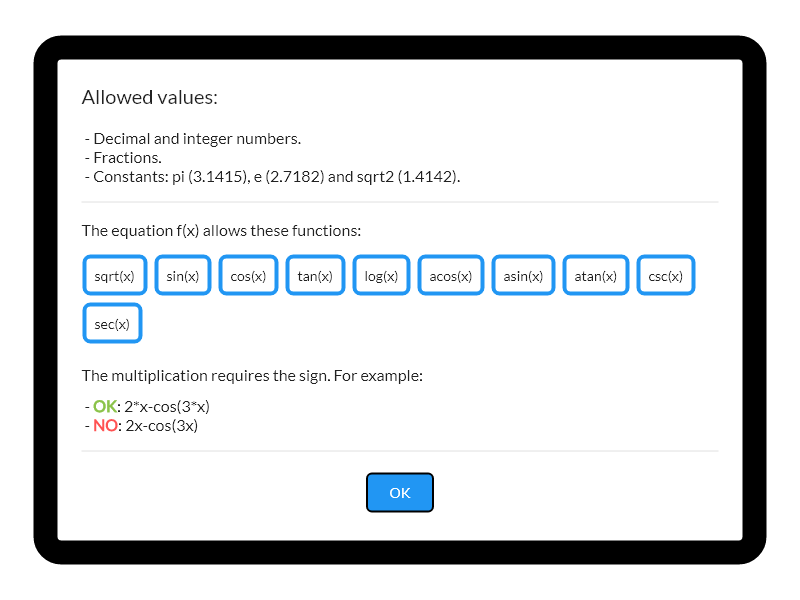 Allowed values:
- Decimal and integer numbers.
- Fractions.
- Constants: pi (3.1415), e (2.7182) and sqrt2 (1.4142).
The equation f(x) allows these functions:
sqrt(x) sin(x) cos(x) tan(x) log(x) acos(x) asin(x) atan(x) csc(x)
sec(x)
The multiplication requires the sign. For example:
- OK: 2*x-cos(3*x)
- NO: 2x-cos(3x)
OK